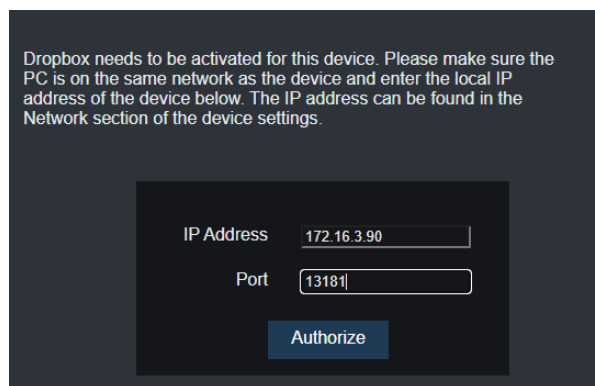 Dropbox needs to be activated for this device. Please make sure the
PC is on the same network as the device and enter the local IP
address of the device below. The IP address can be found in the
Network section of the device settings.
IP Address 172.16.3.90
Port 13181
Authorize